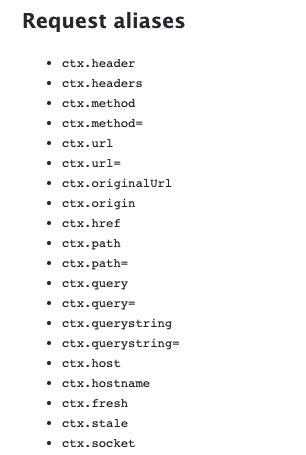 Request aliases
• ctx.header
• ctx.headers
• ctx.method
• ctx.method=
• ctx.url
• ctx.url=
• ctx.originalUrl
• ctx.origin
• ctx.href
• ctx.path
• ctx.path=
• ctx.query
• ctx.query=
• ctx.querystring
• ctx.querystring=
• ctx.host
• ctx.hostname
• ctx.fresh
• ctx.stale
• ctx.socket